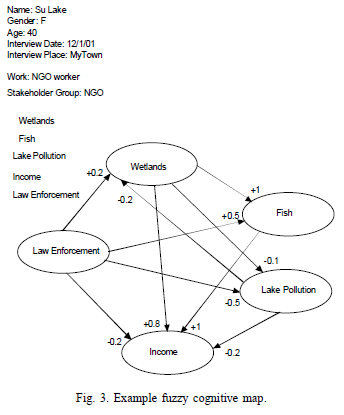 Name: Su Lake
Gender: F
Age: 40
Interview Date: 12/1/01
Interview Place: MyTown
Work: NGO worker
Stakeholder Group: NGO
Wetlands
Fish
Lake Pollution
Income
Law Enforcement
+0.2
Wetlands
-0.2
+1
+0.5
Fish
Law Enforcement
-0.1
Lake Pollution
-0.5
+0.8
+1
-0.2
Income
-0.2
Fig. 3. Example fuzzy cognitive map.